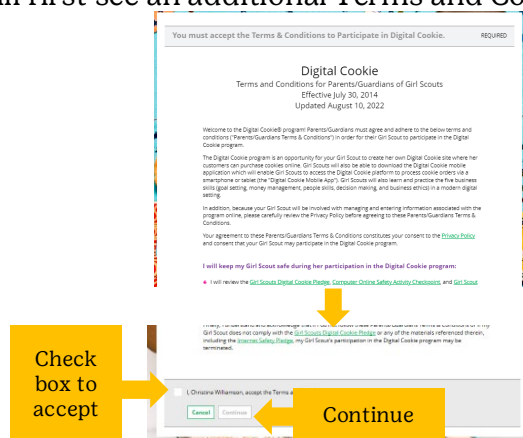 ll first see an additional Terms and Co
You must accept the Terms & Conditions to Participate in Digital Cookie. REQUIRED
Digital Cookie
Terms and Conditions for Parents/Guardians of Girl Scouts
Effective July 30, 2014
Updated August 10, 2022
Welcome to the Digital Cookie® program! Parents/Guardians must agree and adhere to the below terms and
conditions ("Parents/Guardians Terms & Conditions") in order for their Girl Scout to participate in the Digital
Cookie program.
The Digital Cookie program is an opportunity for your Girl Scout to create her own Digital Cookie site where her
customers can purchase cookies online. Girl Scouts will also be able to download the Digital Cookie mobile
application which will enable Girl Scouts to access the Digital Cookie platform to process cookie orders via a
smartphone or tablet (the "Digital Cookie Mobile App"). Girl Scouts will also learn and practice the five business
skills (goal setting, money management, people skills, decision making, and business ethics) in a modern digital
setting.
In addition, because your Girl Scout will be involved with managing and entering information associated with the
program online, please carefully review the Privacy Policy before agreeing to these Parents/Guardians Terms &
Conditions.
Your agreement to these Parents/Guardians Terms & Conditions constitutes your consent to the Privacy Policy
and consent that your Girl Scout may participate in the Digital Cookie program.
I will keep my Girl Scout safe during her participation in the Digital Cookie program:
I will review the Girl Scouts Digital Cookie Pledge, Computer Online Safety Activity Checkpoint, and Girl Scout
Girl Scout does not comply with the Girl Scouts Digital Cookie Pledge or any of the materials referenced therein,
including the Internet Safety Pledge, my Girl Scout's participation in the Digital Cookie program may be
terminated.
Check
box to
accept
I, Christina Williamson, accept the Terms a
Cancel Continue
Continue